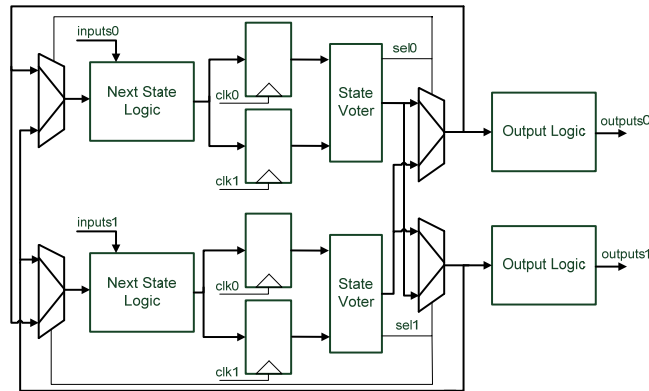 inputs0
Next State
Logic
clk0
clk1
State
Voter
sel0
Output Logic
outputs0
inputs1
Next State
Logic
clk0
clk1
State
Voter
sel1
Output Logic
outputs1